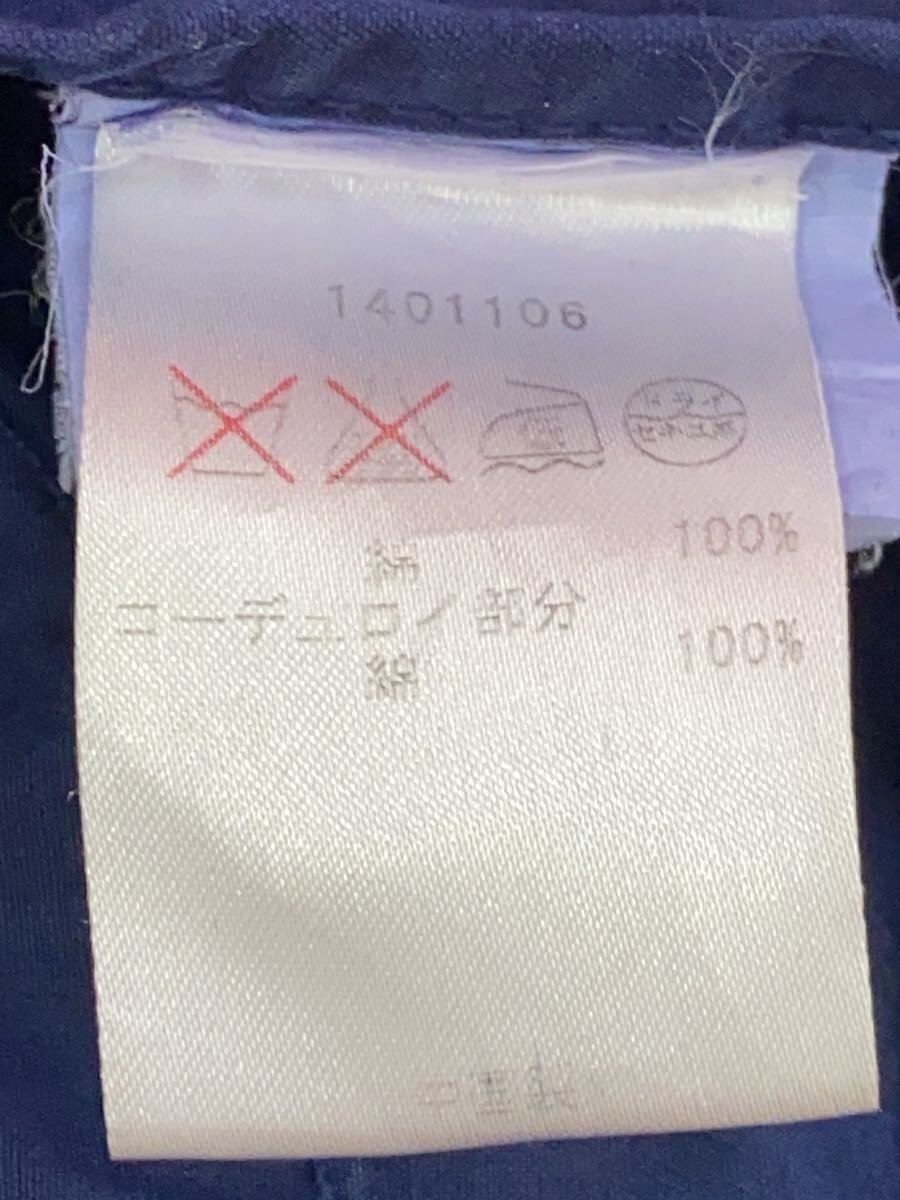 1401106
ドライ
セキユ系
綿 100%
コーデュロイ部分
綿 100%
中国製